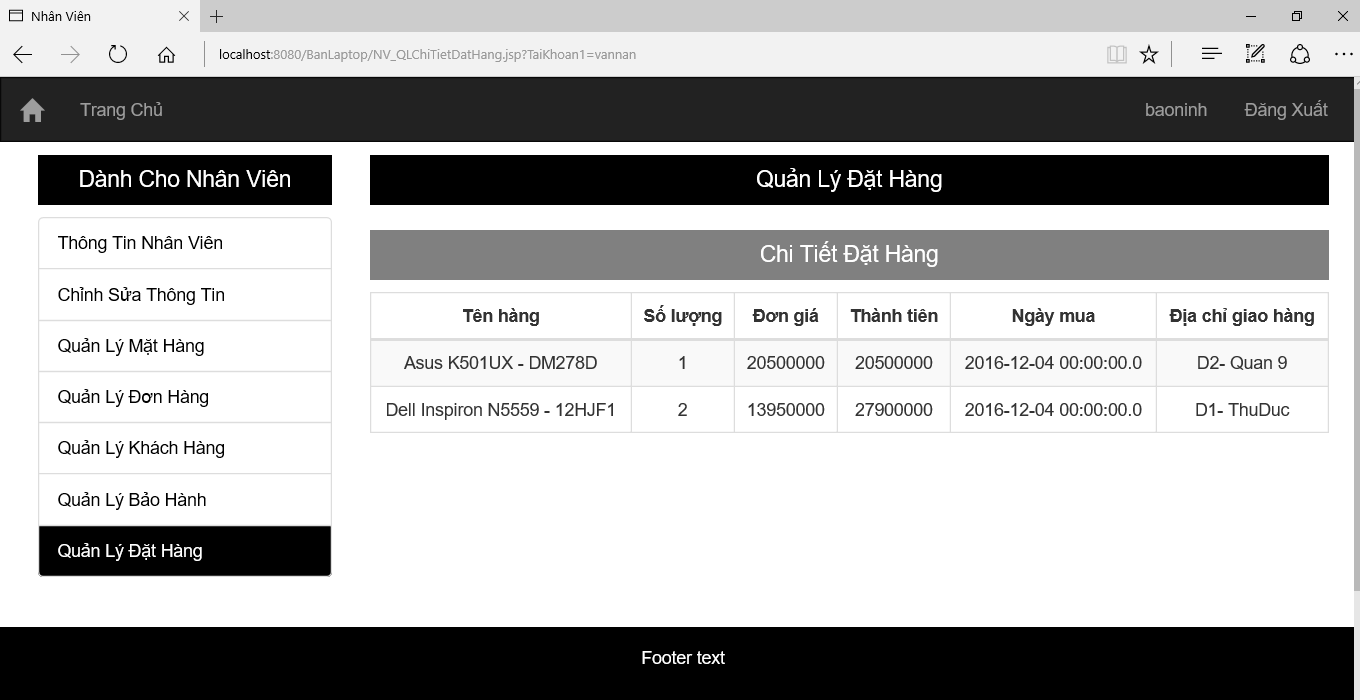 Nhân Viên
localhost:8080/BanLaptop/NV_QLChiTietDatHang.jsp?TaiKhoan1=vannan
Trang Chủ baoninh Đăng Xuất
Dành Cho Nhân Viên
Thông Tin Nhân Viên
Chỉnh Sửa Thông Tin
Quản Lý Mặt Hàng
Quản Lý Đơn Hàng
Quản Lý Khách Hàng
Quản Lý Bảo Hành
Quản Lý Đặt Hàng
Quản Lý Đặt Hàng
Chi Tiết Đặt Hàng
Tên hàng Số lượng Đơn giá Thành tiên Ngày mua Địa chỉ giao hàng
Asus K501UX - DM278D 1 20500000 20500000 2016-12-04 00:00:00.0 D2- Quan 9
Dell Inspiron N5559 - 12HJF1 2 13950000 27900000 2016-12-04 00:00:00.0 D1- ThuDuc
Footer text